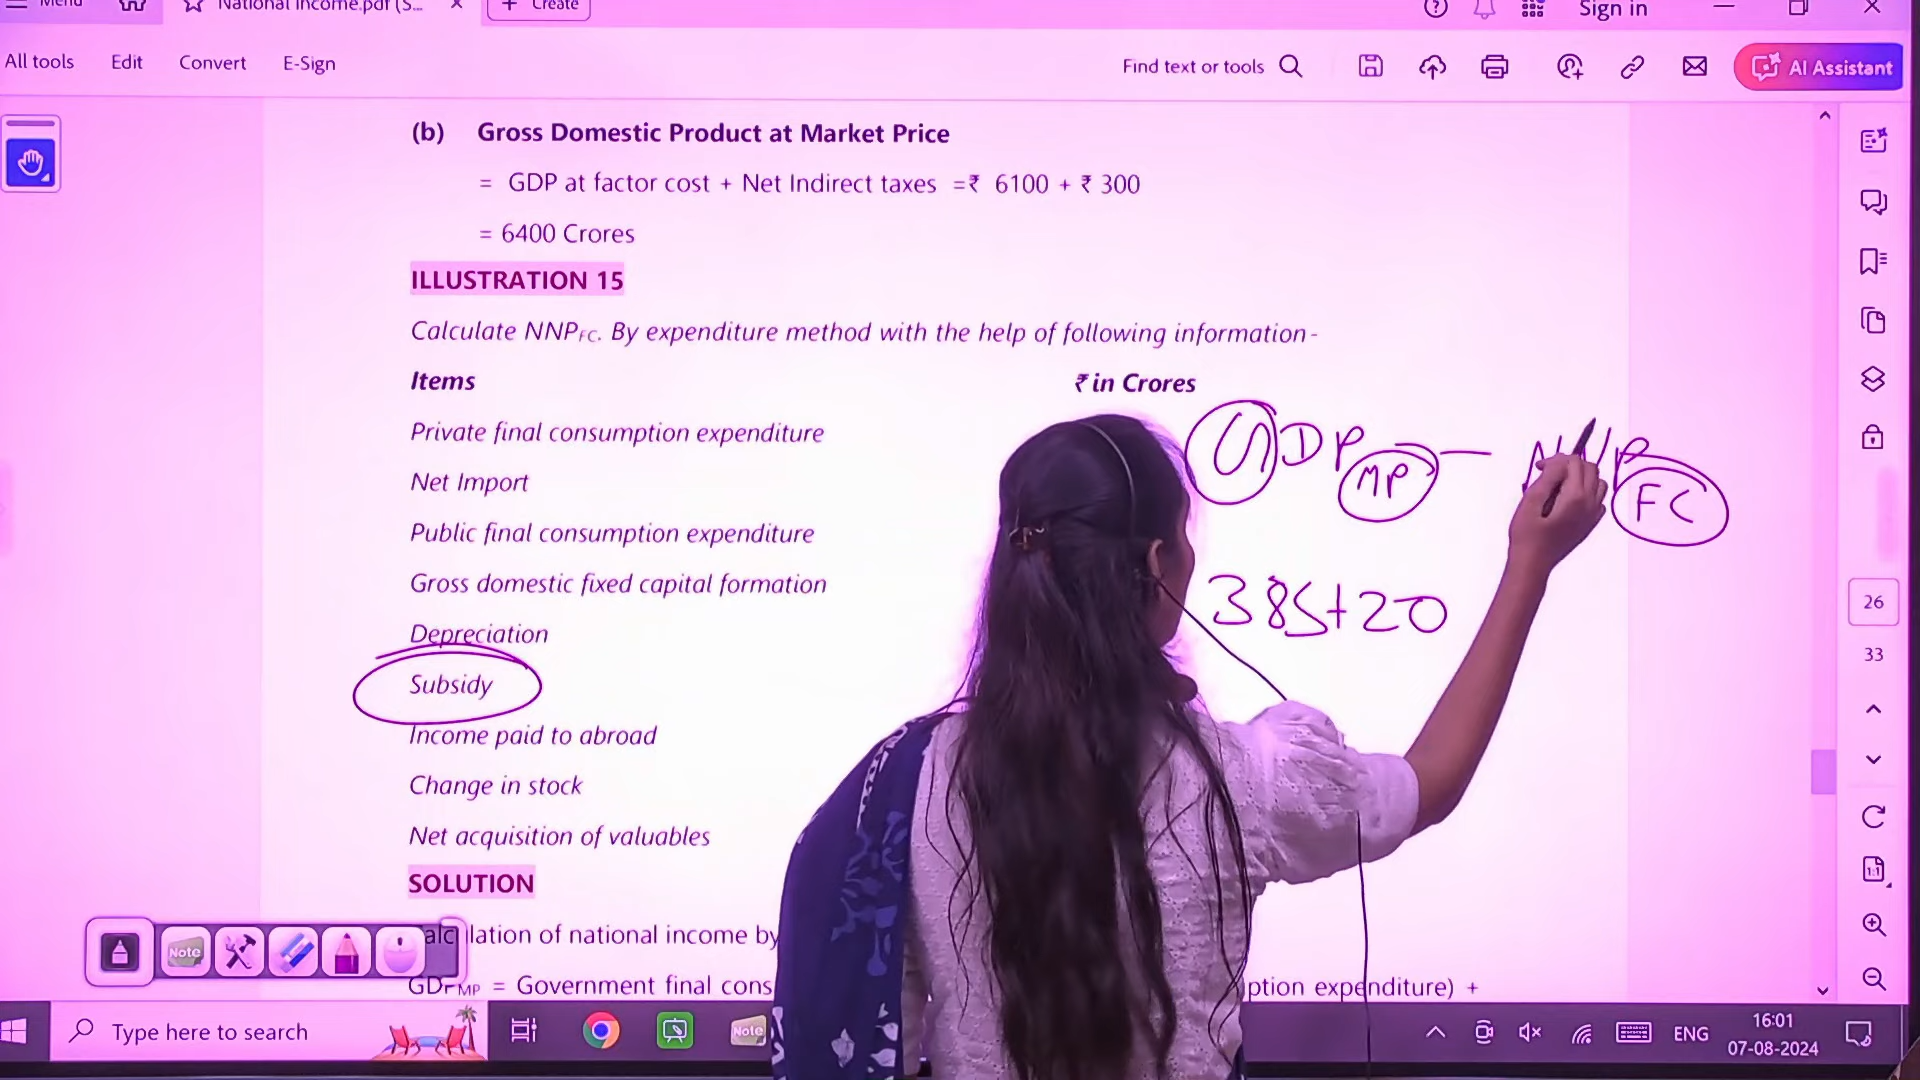 Menu
National Income.pdf (S...
× + Create
Sign in
All tools Edit Convert E-Sign
Find text or tools
AI Assistant
(b) Gross Domestic Product at Market Price
= GDP at factor cost + Net Indirect taxes =₹ 6100 + ₹ 300
= 6400 Crores
ILLUSTRATION 15
Calculate NNPFC. By expenditure method with the help of following information-
Items ₹ in Crores
Private final consumption expenditure
GDP MP — NNP FC
Net Import
Public final consumption expenditure
Gross domestic fixed capital formation
385+20
26
Depreciation
33
Subsidy
Income paid to abroad
Change in stock
Net acquisition of valuables
1:1
SOLUTION
lation of national income by
Note
GDPMP = Government final cons ption expenditure) +
Type here to search
Note
ENG
16:01
07-08-2024